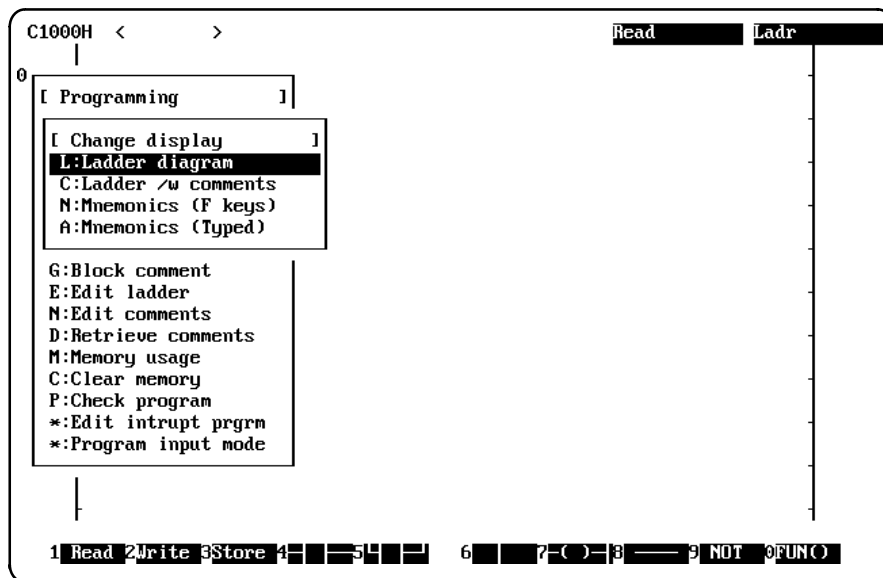 C1000H < > Read Ladr
0
[ Programming ]
[ Change display ]
L:Ladder diagram
C:Ladder /w comments
N:Mnemonics (F keys)
A:Mnemonics (Typed)
G:Block comment
E:Edit ladder
N:Edit comments
D:Retrieve comments
M:Memory usage
C:Clear memory
P:Check program
*:Edit intrupt prgrm
*:Program input mode
1 Read 2Write 3Store 4 5 6 7-( )- 8 —— 9 NOT 0FUN()